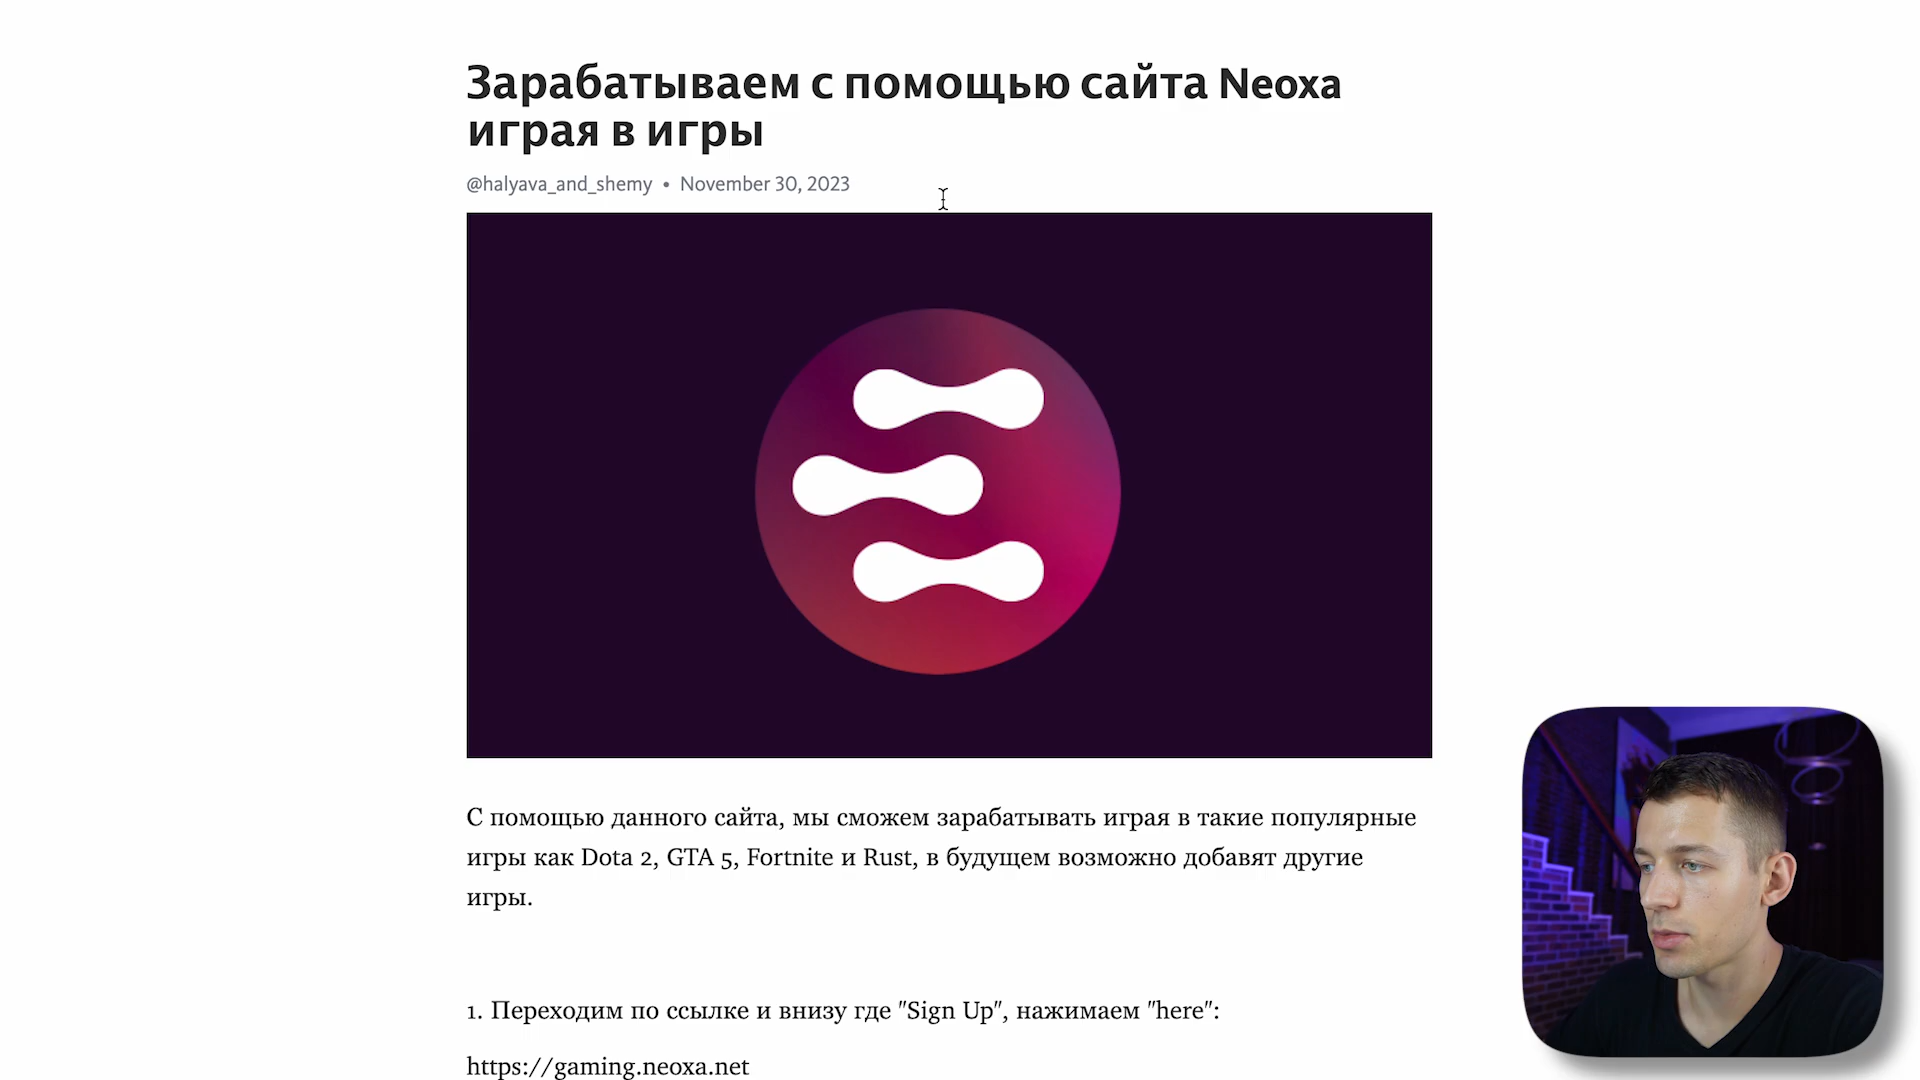 Зарабатываем с помощью сайта Neoxa
играя в игры
@halyava_and_shemy • November 30, 2023
С помощью данного сайта, мы сможем зарабатывать играя в такие популярные
игры как Dota 2, GTA 5, Fortnite и Rust, в будущем возможно добавят другие
игры.
1. Переходим по ссылке и внизу где "Sign Up", нажимаем "here":
https://gaming.neoxa.net